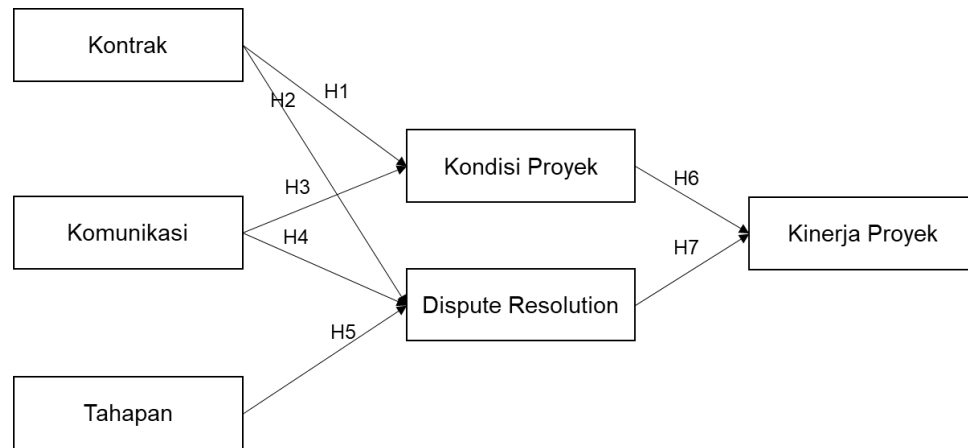 Kontrak
H1
H2
Kondisi Proyek
H3
H6
Komunikasi
Kinerja Proyek
H4
H7
Dispute Resolution
H5
Tahapan